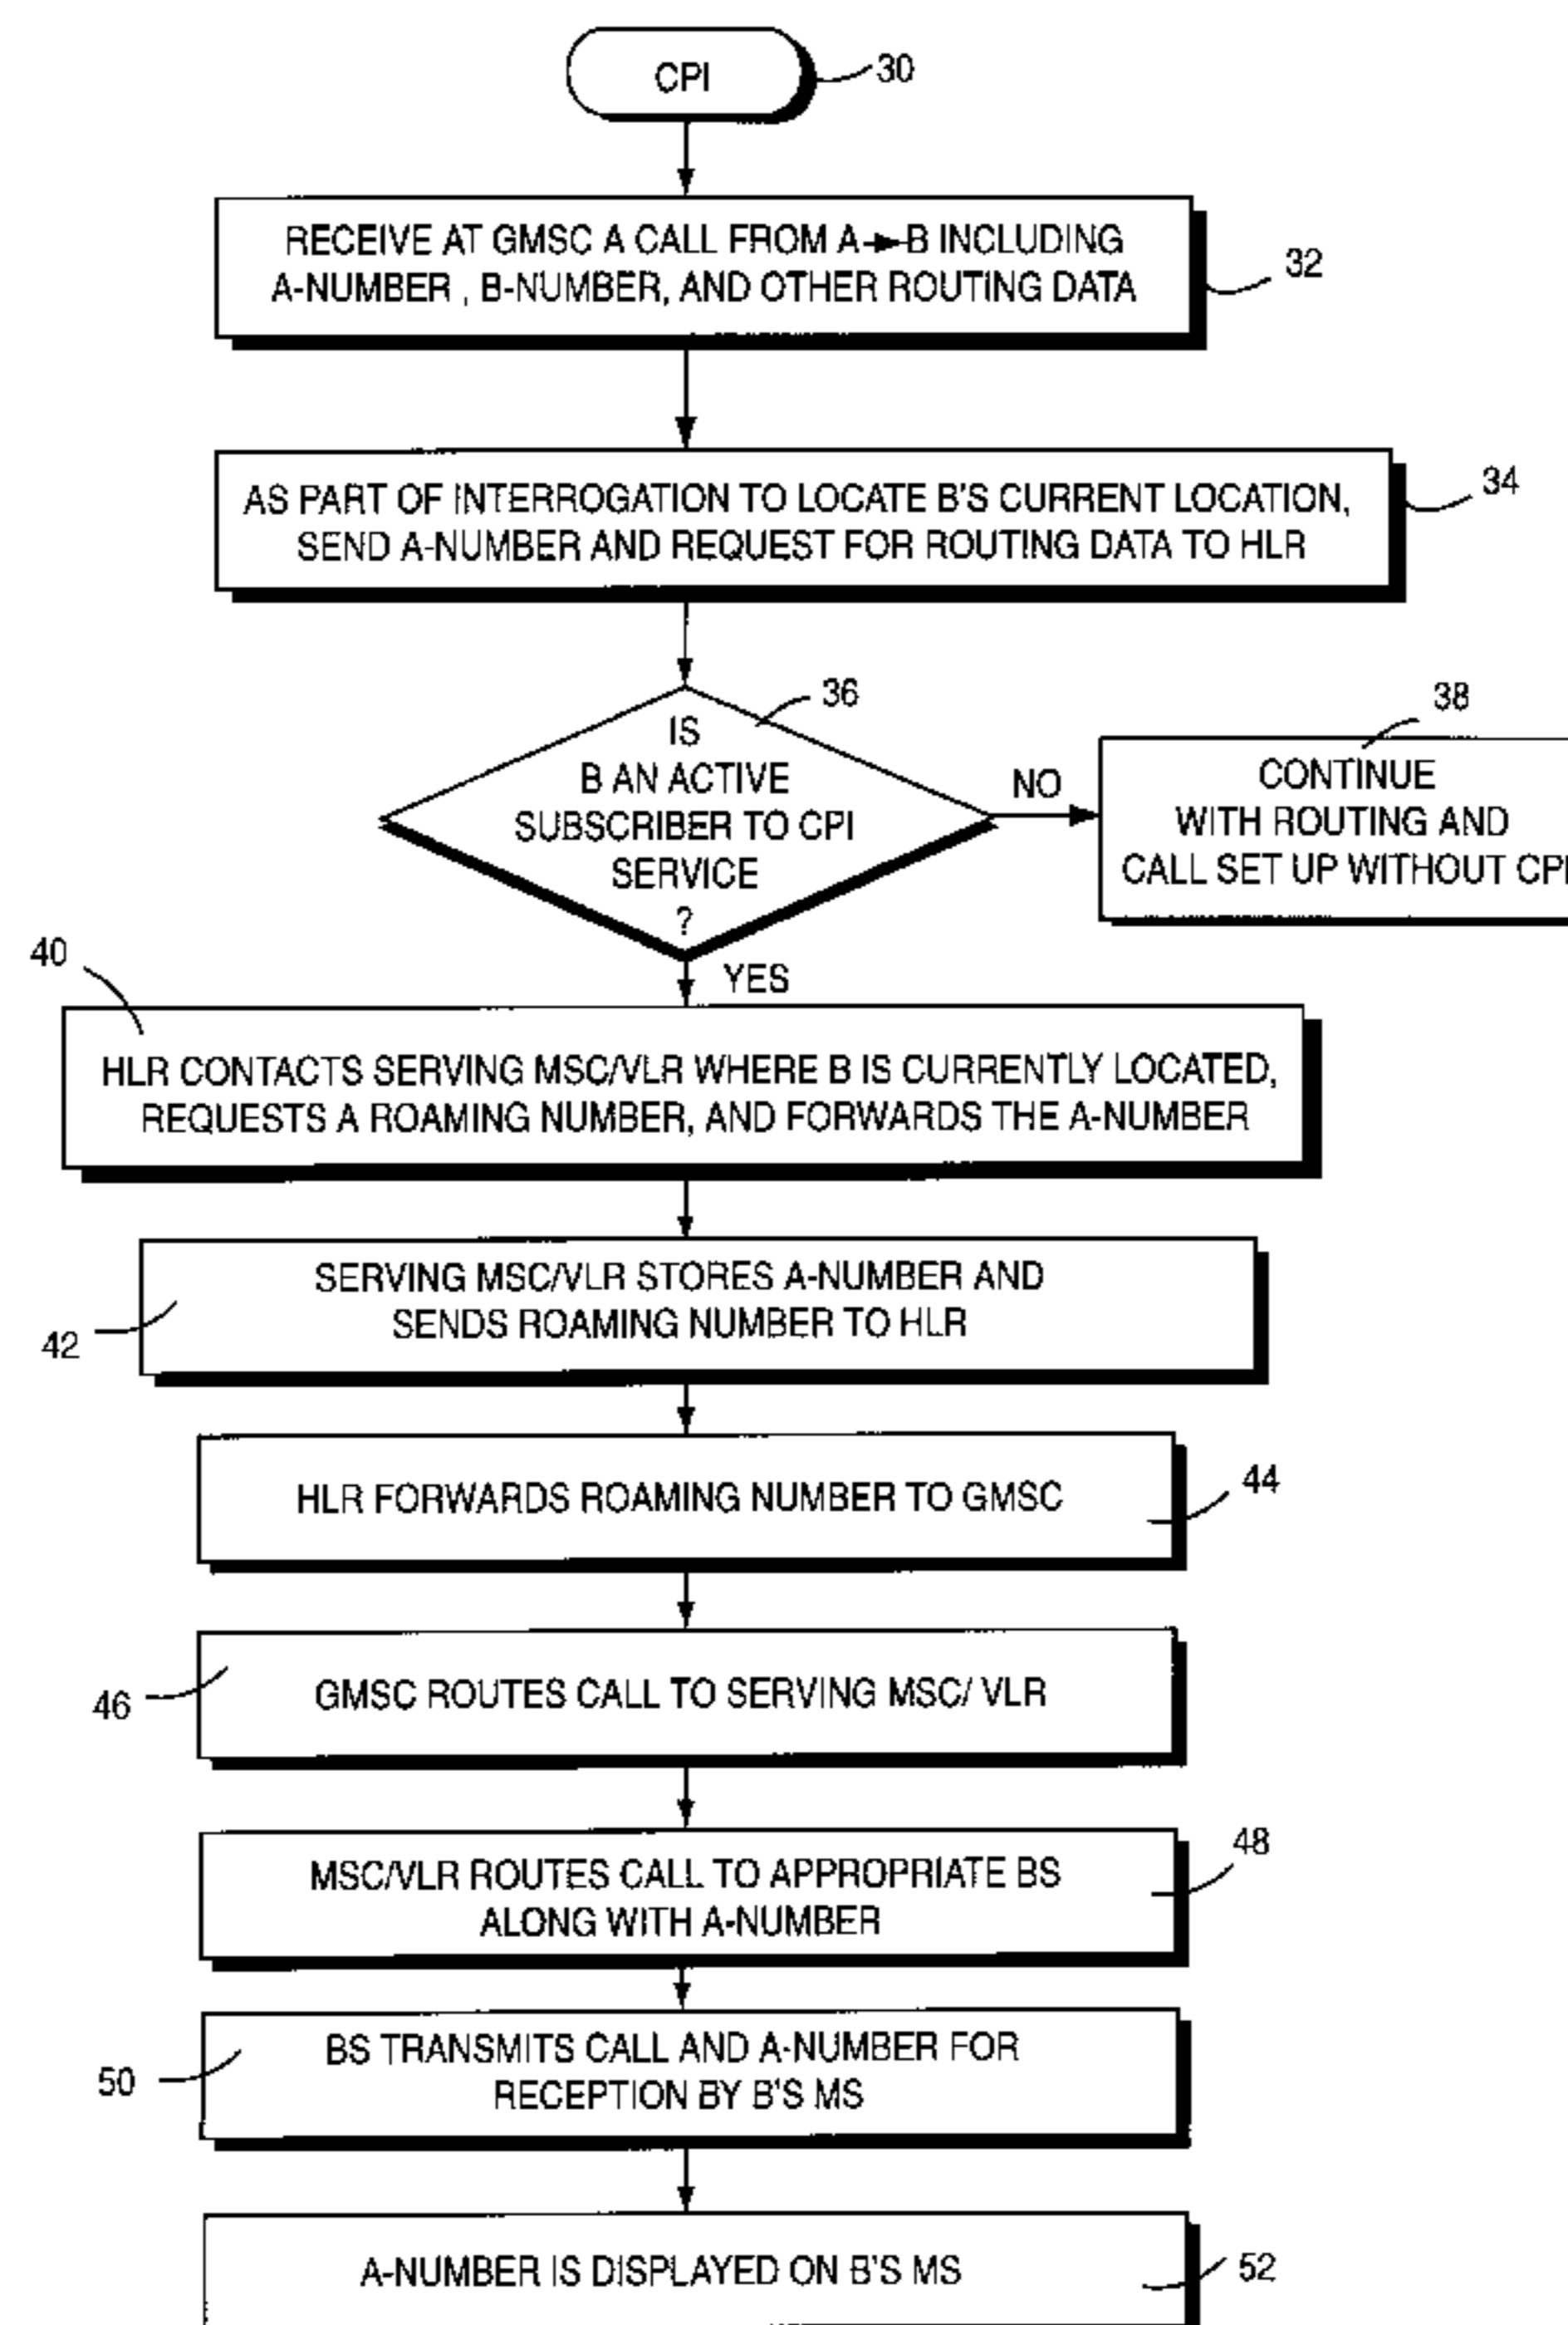 CPI
30
RECEIVE AT GMSC A CALL FROM A→B INCLUDING
A-NUMBER , B-NUMBER, AND OTHER ROUTING DATA
32
AS PART OF INTERROGATION TO LOCATE B'S CURRENT LOCATION,
SEND A-NUMBER AND REQUEST FOR ROUTING DATA TO HLR
34
36
IS
B AN ACTIVE
SUBSCRIBER TO CPI
SERVICE
?
NO
38
CONTINUE
WITH ROUTING AND
CALL SET UP WITHOUT CPI
YES
40
HLR CONTACTS SERVING MSC/VLR WHERE B IS CURRENTLY LOCATED,
REQUESTS A ROAMING NUMBER, AND FORWARDS THE A-NUMBER
SERVING MSC/VLR STORES A-NUMBER AND
SENDS ROAMING NUMBER TO HLR
42
HLR FORWARDS ROAMING NUMBER TO GMSC
44
GMSC ROUTES CALL TO SERVING MSC/ VLR
46
MSC/VLR ROUTES CALL TO APPROPRIATE BS
ALONG WITH A-NUMBER
48
BS TRANSMITS CALL AND A-NUMBER FOR
RECEPTION BY B'S MS
50
A-NUMBER IS DISPLAYED ON B'S MS
52